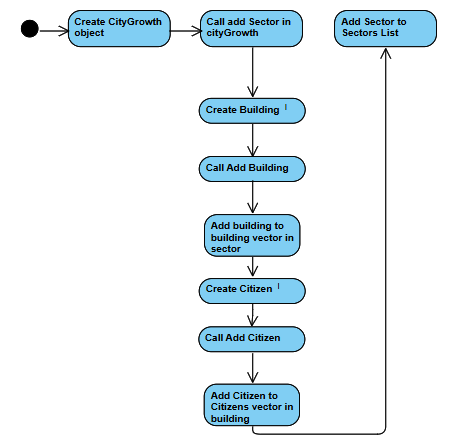 Create CityGrowth
object
Call add Sector in
cityGrowth
Add Sector to
Sectors List
Create Building
Call Add Building
Add building to
building vector in
sector
Create Citizen
Call Add Citizen
Add Citizen to
Citizens vector in
building